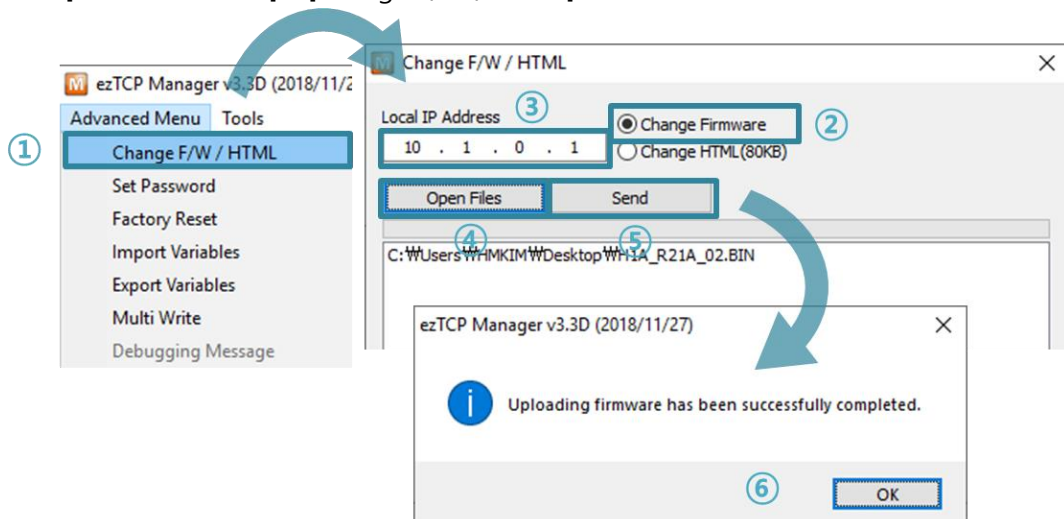 ezTCP Manager v3.3D (2018/11/2
Advanced Menu Tools
① Change F/W / HTML
Set Password
Factory Reset
Import Variables
Export Variables
Multi Write
Debugging Message
Change F/W / HTML
Local IP Address ③
10 . 1 . 0 . 1
Change Firmware ②
Change HTML(80KB)
Open Files Send
④ ⑤
C:₩Users₩HMKIM₩Desktop₩H1A_R21A_02.BIN
ezTCP Manager v3.3D (2018/11/27)
Uploading firmware has been successfully completed.
⑥ OK